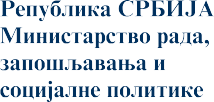 Република СРБИЈА
Министарство рада,
запошљавања и
социјалне политике